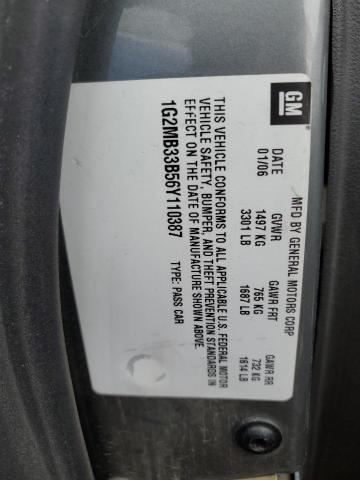 GM
MFD BY GENERAL MOTORS CORP
DATE GVWR GAWR FRT GAWR RR
01/06 1497 KG 765 KG 732 KG
3301 LB 1687 LB 1614 LB
THIS VEHICLE CONFORMS TO ALL APPLICABLE U.S. FEDERAL MOTOR
VEHICLE SAFETY, BUMPER, AND THEFT PREVENTION STANDARDS IN
EFFECT ON THE DATE OF MANUFACTURE SHOWN ABOVE.
1G2MB33B56Y110387 TYPE: PASS CAR